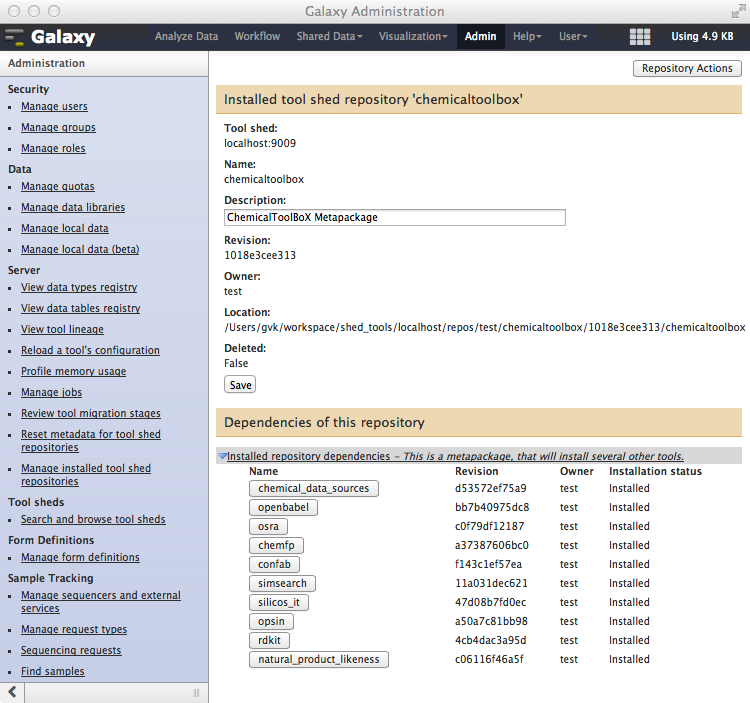 Galaxy Administration
Galaxy Analyze Data Workflow Shared Data Visualization Admin Help User Using 4.9 KB
Administration
Security
Manage users
Manage groups
Manage roles
Data
Manage quotas
Manage data libraries
Manage local data
Manage local data (beta)
Server
View data types registry
View data tables registry
View tool lineage
Reload a tool's configuration
Profile memory usage
Manage jobs
Review tool migration stages
Reset metadata for tool shed
repositories
Manage installed tool shed
repositories
Tool sheds
Search and browse tool sheds
Form Definitions
Manage form definitions
Sample Tracking
Manage sequencers and external
services
Manage request types
Sequencing requests
Find samples
Repository Actions
Installed tool shed repository 'chemicaltoolbox'
Tool shed:
localhost:9009
Name:
chemicaltoolbox
Description:
ChemicalToolBoX Metapackage
Revision:
1018e3cee313
Owner:
test
Location:
/Users/gvk/workspace/shed_tools/localhost/repos/test/chemicaltoolbox/1018e3cee313/chemicaltoolbox
Deleted:
False
Save
Dependencies of this repository
Installed repository dependencies – This is a metapackage, that will install several other tools.
Name Revision Owner Installation status
chemical_data_sources d53572ef75a9 test Installed
openbabel bb7b40975dc8 test Installed
osra c0f79df12187 test Installed
chemfp a37387606bc0 test Installed
confab f143c1ef57ea test Installed
simsearch 11a031dec621 test Installed
silicos_it 47d08b7fd0ec test Installed
opsin a50a7c81bb98 test Installed
rdkit 4cb4dac3a95d test Installed
natural_product_likeness c06116f46a5f test Installed